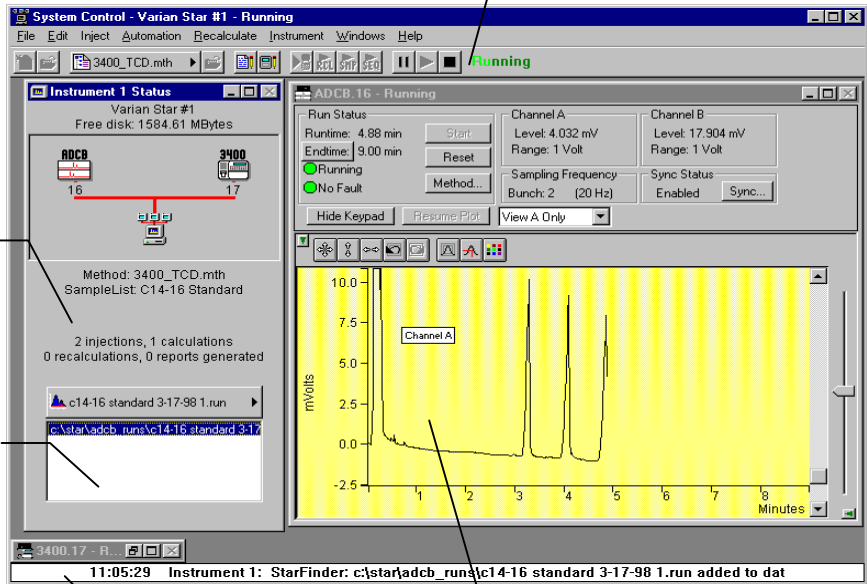 System Control - Varian Star #1 - Running
File Edit Inject Automation Recalculate Instrument Windows Help
3400_TCD.mth
RCL SMP SEQ
Running
Instrument 1 Status
Varian Star #1
Free disk: 1584.61 MBytes
ADCB 3400
16 17
Method: 3400_TCD.mth
SampleList: C14-16 Standard
2 injections, 1 calculations
0 recalculations, 0 reports generated
c14-16 standard 3-17-98 1.run
c:\star\adcb_runs\c14-16 standard 3-17
ADCB.16 - Running
Run Status
Runtime: 4.88 min Start
Endtime: 9.00 min Reset
Running
No Fault Method...
Hide Keypad Resume Plot View A Only
Channel A
Level: 4.032 mV
Range: 1 Volt
Channel B
Level: 17.904 mV
Range: 1 Volt
Sampling Frequency
Bunch: 2 (20 Hz)
Sync Status
Enabled Sync...
10.0
7.5
5.0
2.5
0.0
-2.5
mVolts
Channel A
1 2 3 4 5 6 7 8
Minutes
3400.17 - R...
11:05:29 Instrument 1: StarFinder: c:\star\adcb_runs\c14-16 standard 3-17-98 1.run added to dat